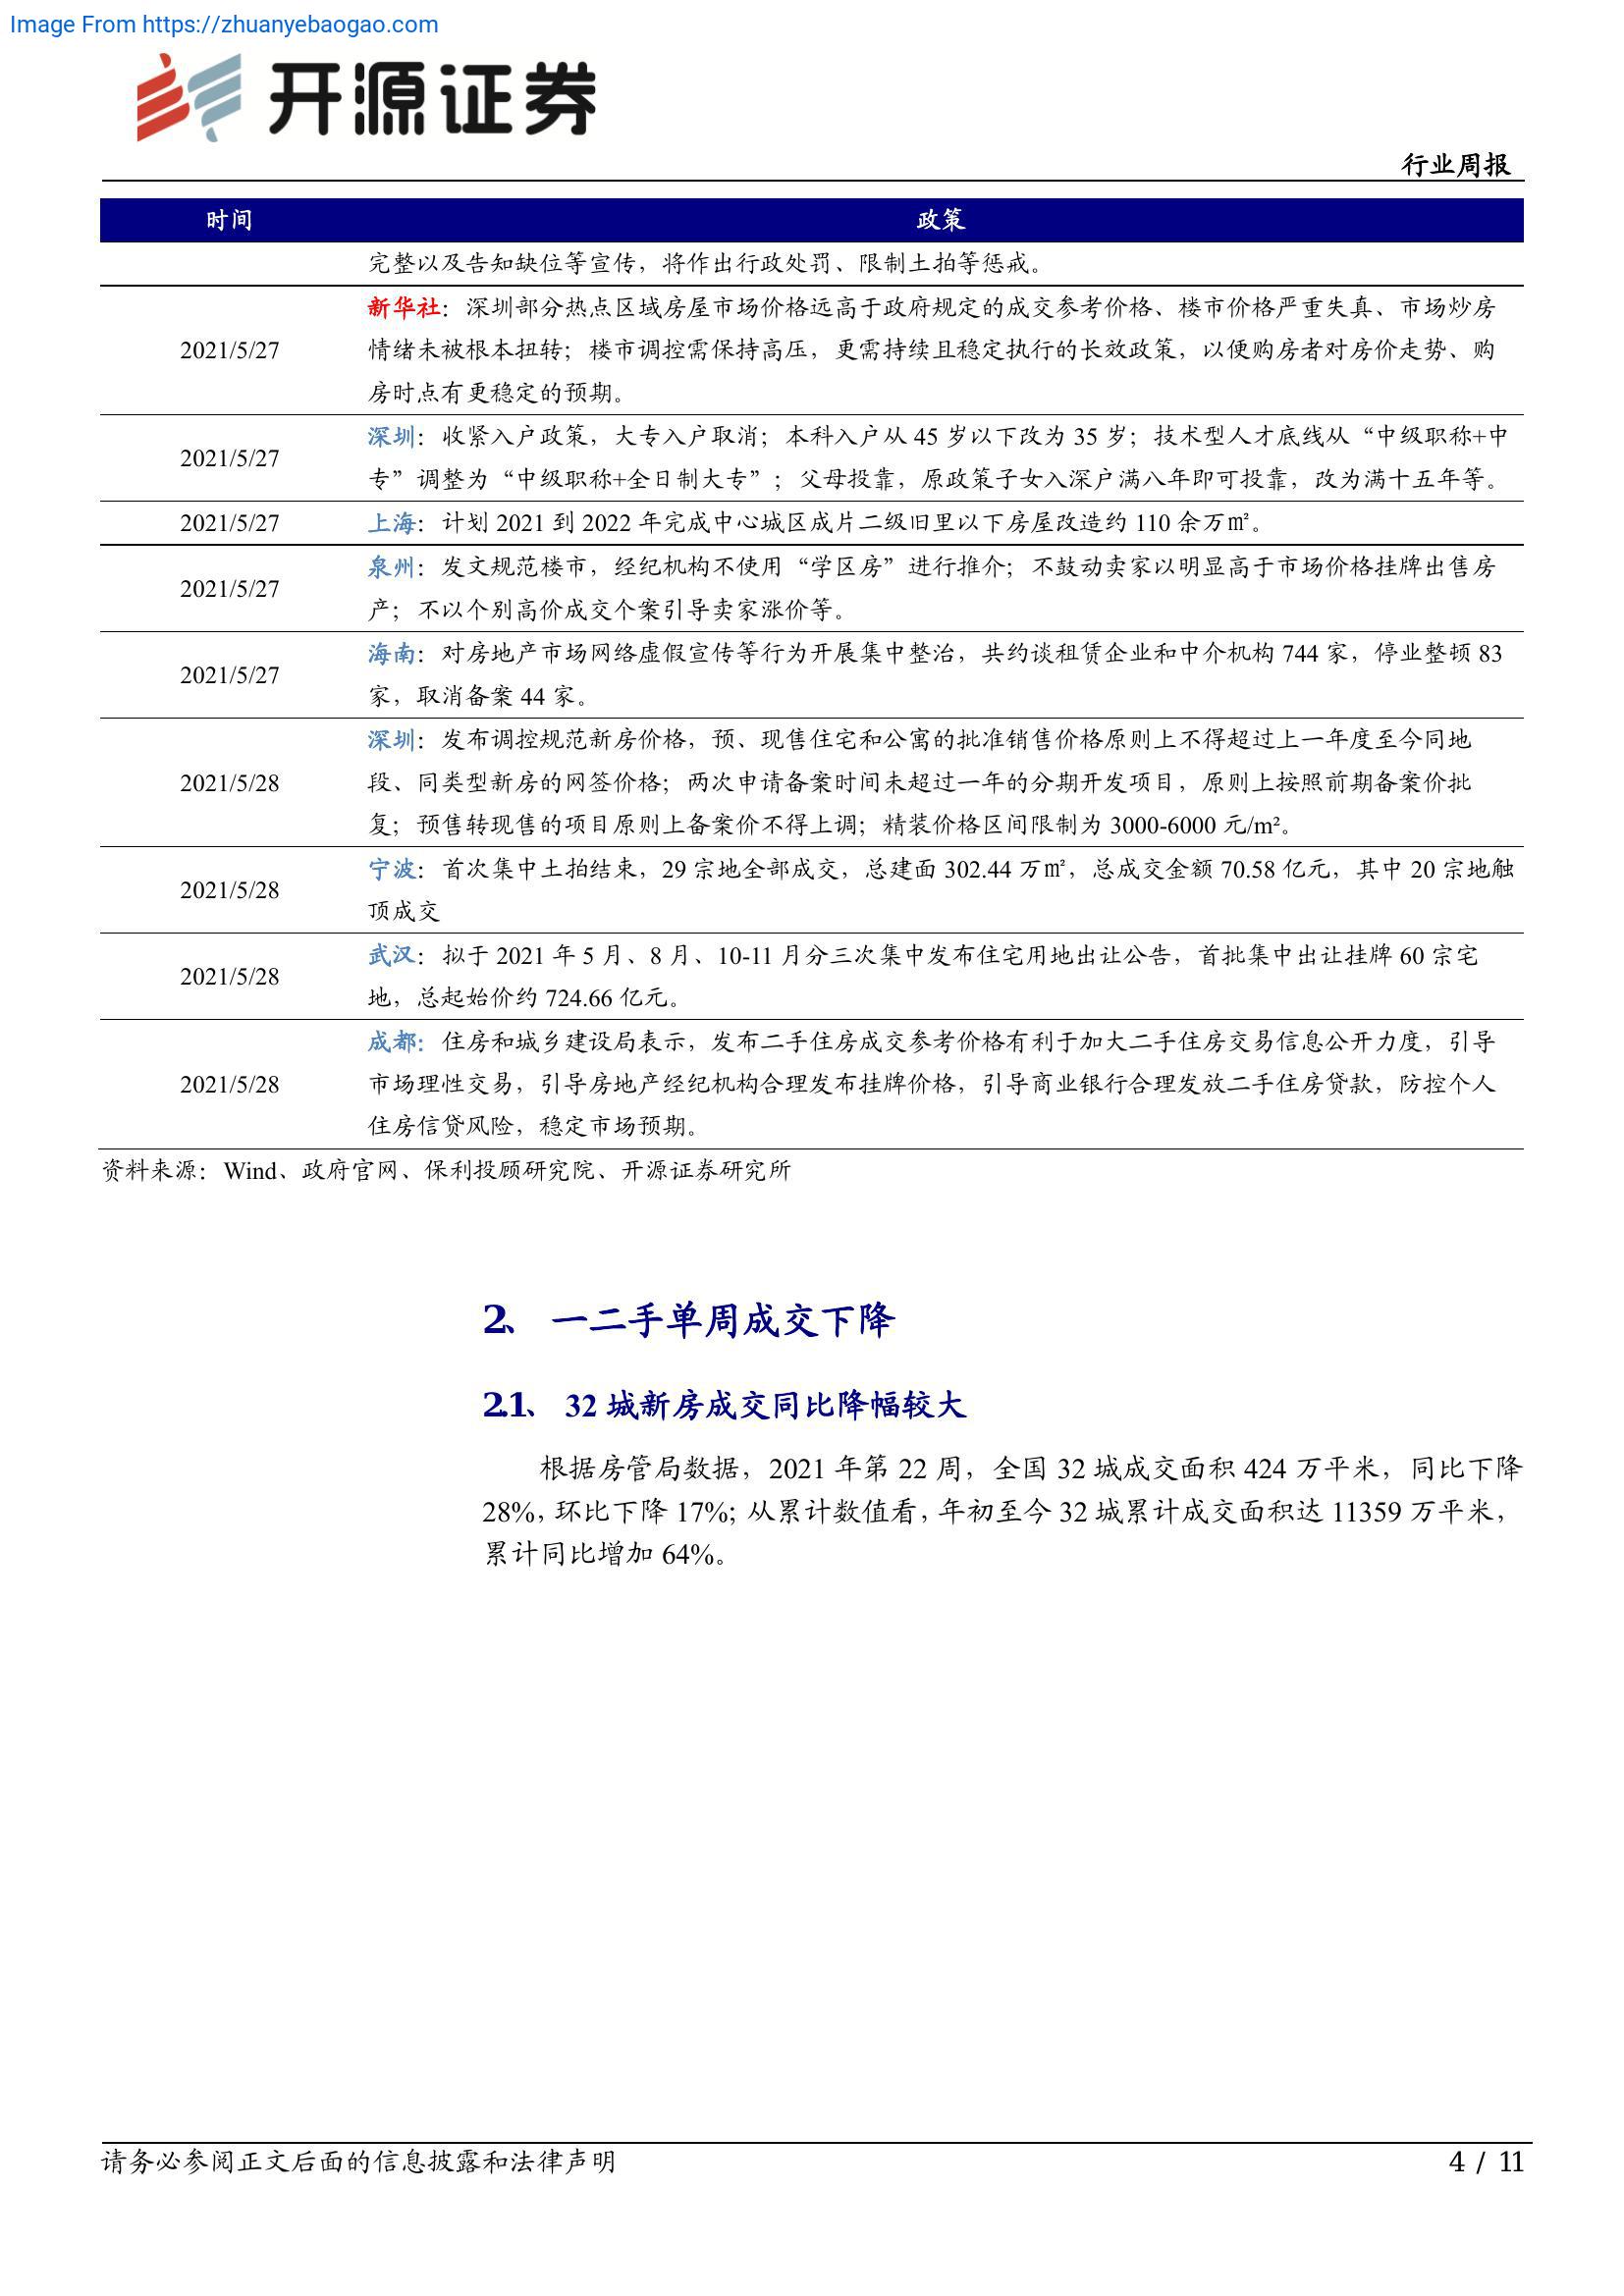 Image From https://zhuanyebaogao.com
开源证券
行业周报
时间 政策
完整以及告知缺位等宣传，将作出行政处罚、限制土拍等惩戒。
2021/5/27
新华社：深圳部分热点区域房屋市场价格远高于政府规定的成交参考价格、楼市价格严重失真、市场炒房
情绪未被根本扭转；楼市调控需保持高压，更需持续且稳定执行的长效政策，以便购房者对房价走势、购
房时点有更稳定的预期。
2021/5/27
深圳：收紧入户政策，大专入户取消；本科入户从 45 岁以下改为 35 岁；技术型人才底线从“中级职称+中
专”调整为“中级职称+全日制大专”；父母投靠，原政策子女入深户满八年即可投靠，改为满十五年等。
2021/5/27 上海：计划 2021 到 2022 年完成中心城区成片二级旧里以下房屋改造约 110 余万㎡。
2021/5/27
泉州：发文规范楼市，经纪机构不使用“学区房”进行推介；不鼓动卖家以明显高于市场价格挂牌出售房
产；不以个别高价成交个案引导卖家涨价等。
2021/5/27
海南：对房地产市场网络虚假宣传等行为开展集中整治，共约谈租赁企业和中介机构 744 家，停业整顿 83
家，取消备案 44 家。
2021/5/28
深圳：发布调控规范新房价格，预、现售住宅和公寓的批准销售价格原则上不得超过上一年度至今同地
段、同类型新房的网签价格；两次申请备案时间未超过一年的分期开发项目，原则上按照前期备案价批
复；预售转现售的项目原则上备案价不得上调；精装价格区间限制为 3000-6000 元/m²。
2021/5/28
宁波：首次集中土拍结束，29 宗地全部成交，总建面 302.44 万㎡，总成交金额 70.58 亿元，其中 20 宗地触
顶成交
2021/5/28
武汉：拟于 2021 年 5 月、8 月、10-11 月分三次集中发布住宅用地出让公告，首批集中出让挂牌 60 宗宅
地，总起始价约 724.66 亿元。
2021/5/28
成都：住房和城乡建设局表示，发布二手住房成交参考价格有利于加大二手住房交易信息公开力度，引导
市场理性交易，引导房地产经纪机构合理发布挂牌价格，引导商业银行合理发放二手住房贷款，防控个人
住房信贷风险，稳定市场预期。
资料来源：Wind、政府官网、保利投顾研究院、开源证券研究所
2、 一二手单周成交下降
2.1、 32 城新房成交同比降幅较大
根据房管局数据，2021 年第 22 周，全国 32 城成交面积 424 万平米，同比下降
28%，环比下降 17%；从累计数值看，年初至今 32 城累计成交面积达 11359 万平米，
累计同比增加 64%。
请务必参阅正文后面的信息披露和法律声明 4 / 11